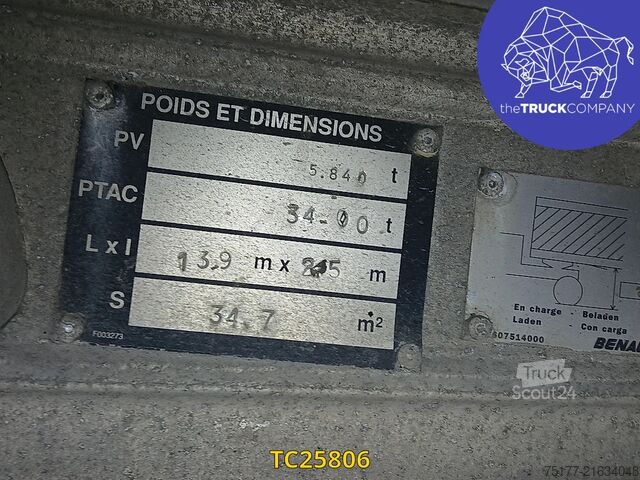 theTRUCKCOMPANY
POIDS ET DIMENSIONS
PV 5.840 t
PTAC 34-00 t
L x l 13.9 m x 2.5 m
S 34.7 m²
F003273
En charge - Beladen
Laden - Con carga
607514000
Truck
Scout24
TC25806
75177-21634048